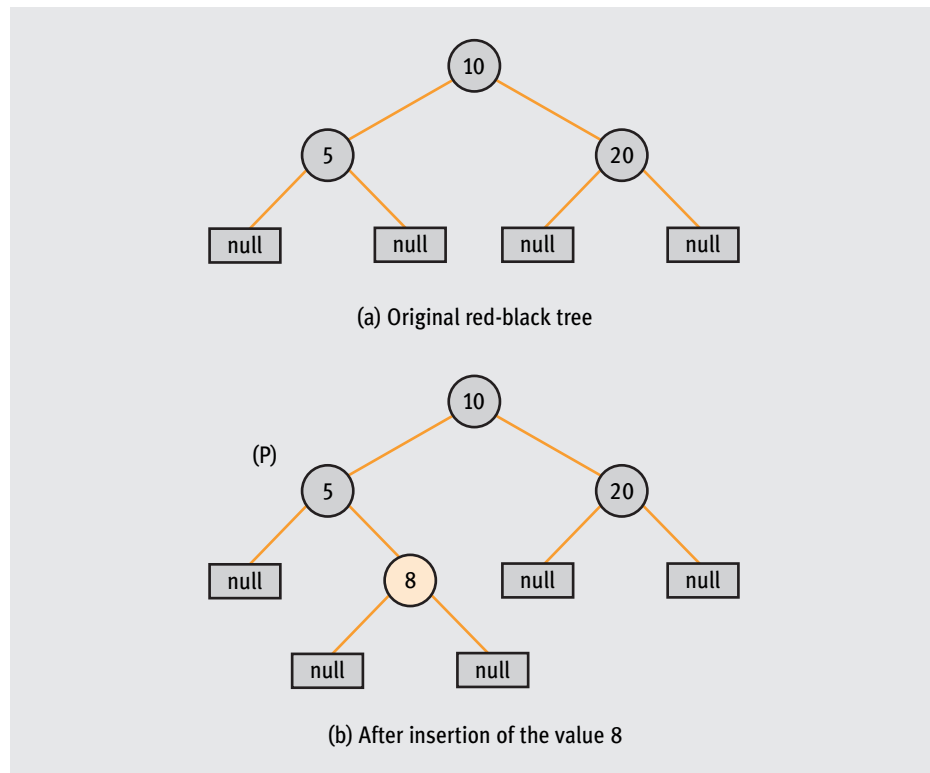 10
5
20
null
null
null
null
(a) Original red-black tree
10
(P)
5
20
null
8
null
null
null
null
(b) After insertion of the value 8